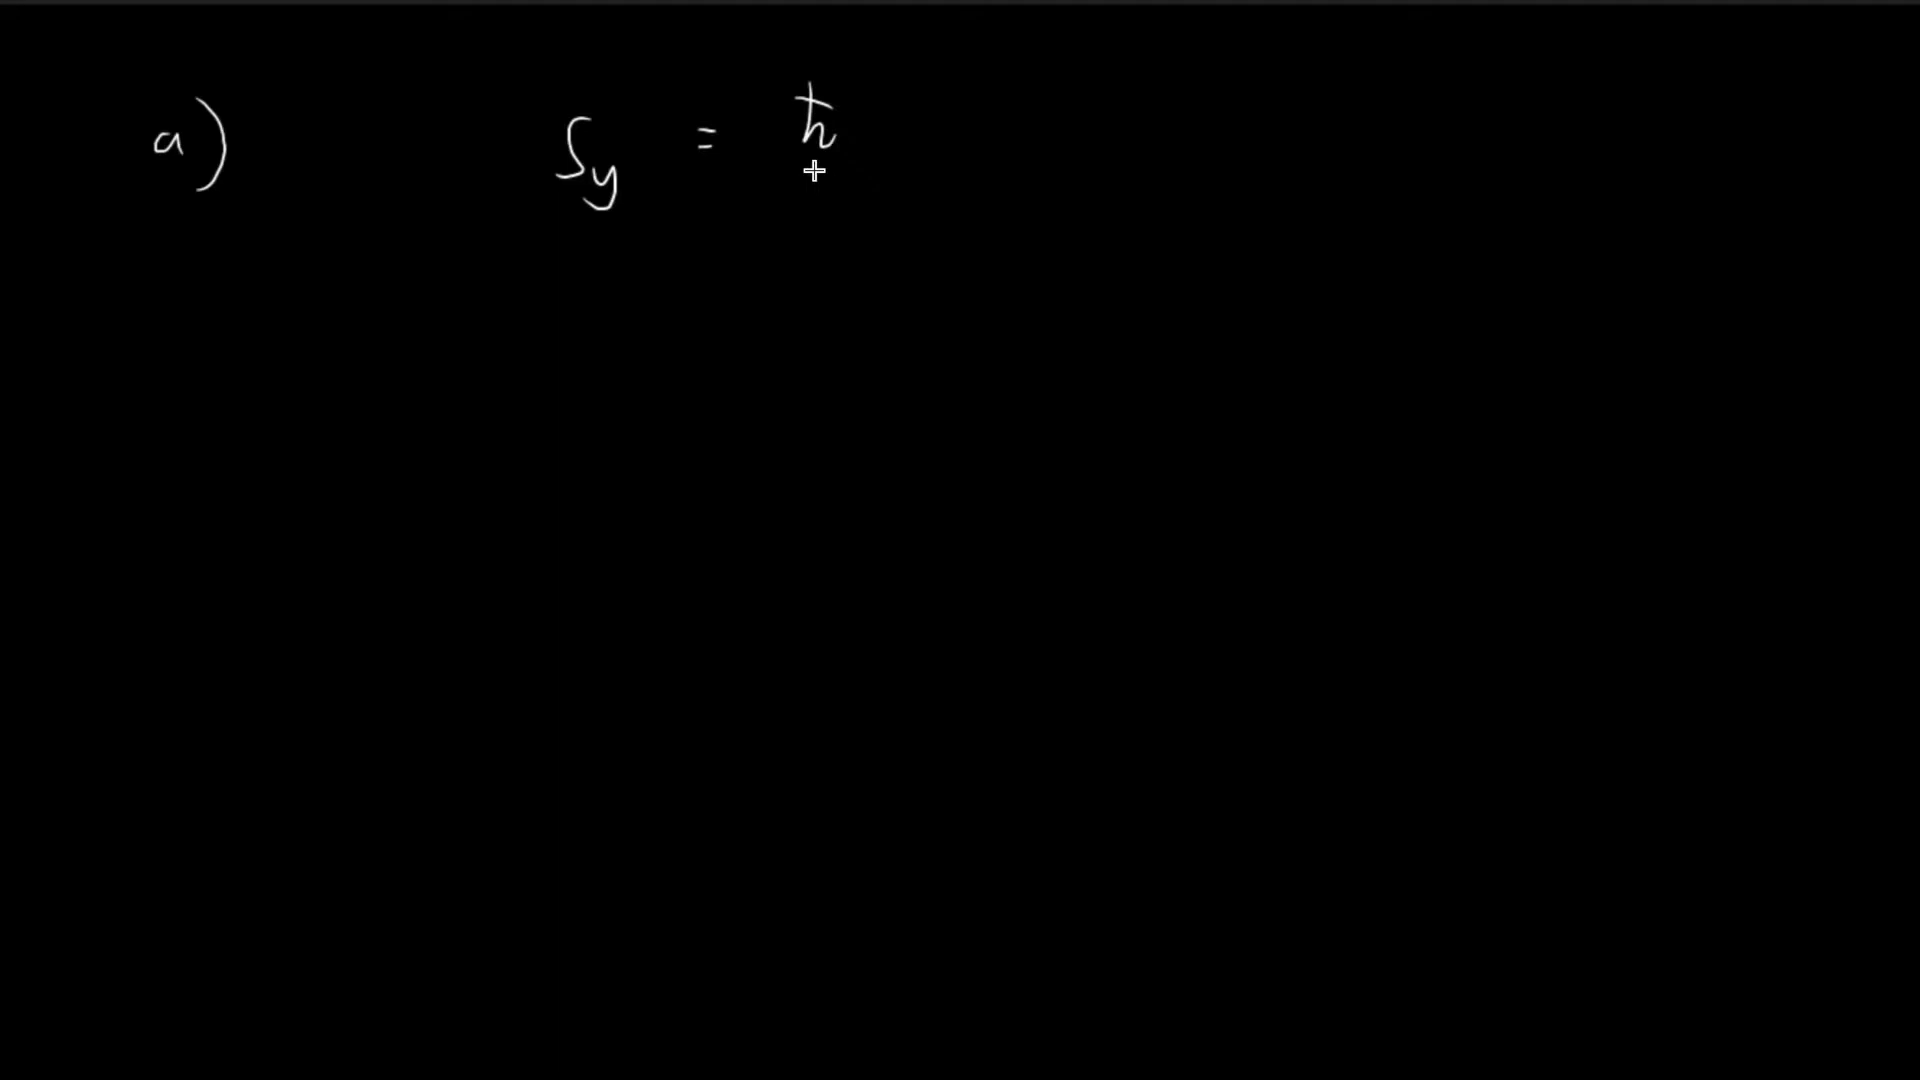 a) Sy = ħ